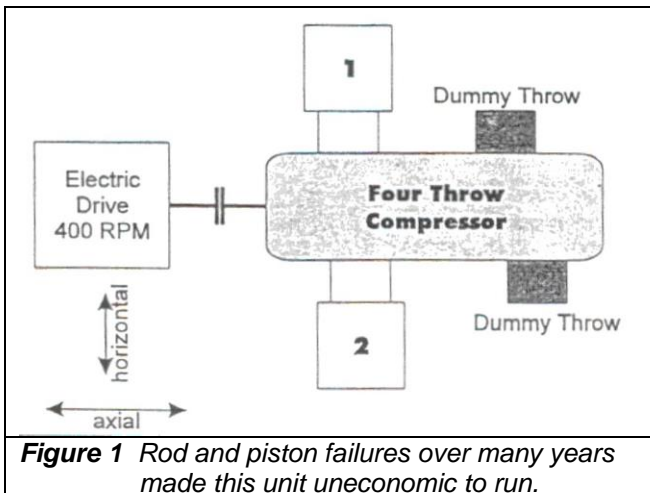 1
Dummy Throw
Electric
Drive
400 RPM
Four Throw
Compressor
horizontal
axial
2
Dummy Throw
Figure 1 Rod and piston failures over many years
made this unit uneconomic to run.